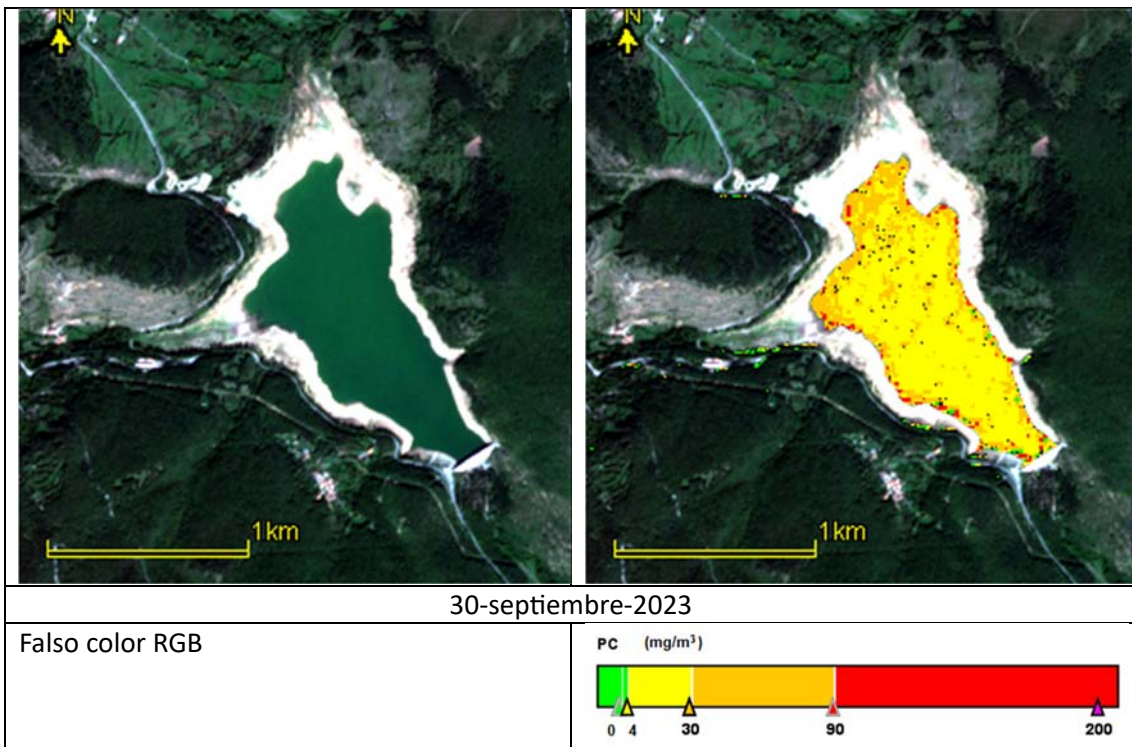 N
N
1km
1km
30-septiembre-2023
Falso color RGB
PC (mg/m³)
0 4 30 90 200